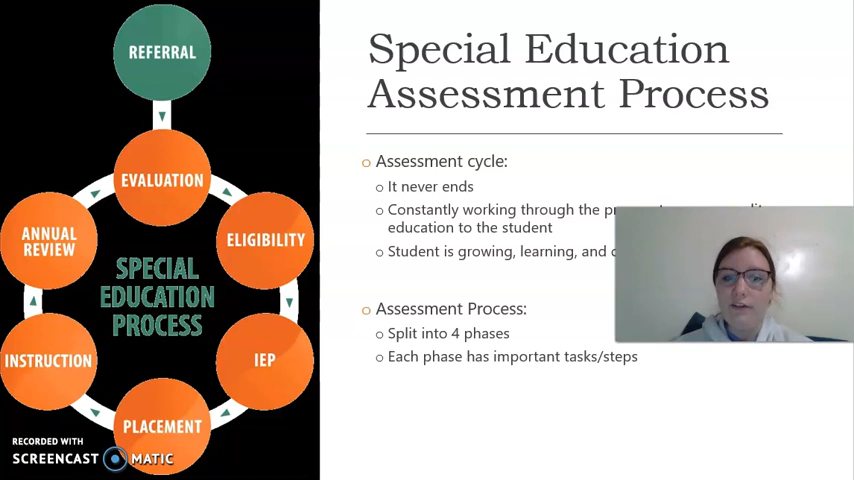 REFERRAL
EVALUATION
ANNUAL
REVIEW
ELIGIBILITY
SPECIAL
EDUCATION
PROCESS
INSTRUCTION
IEP
PLACEMENT
RECORDED WITH
SCREENCAST MATIC
Special Education
Assessment Process
Assessment cycle:
It never ends
Constantly working through the
education to the student
Student is growing, learning, and
Assessment Process:
Split into 4 phases
Each phase has important tasks/steps